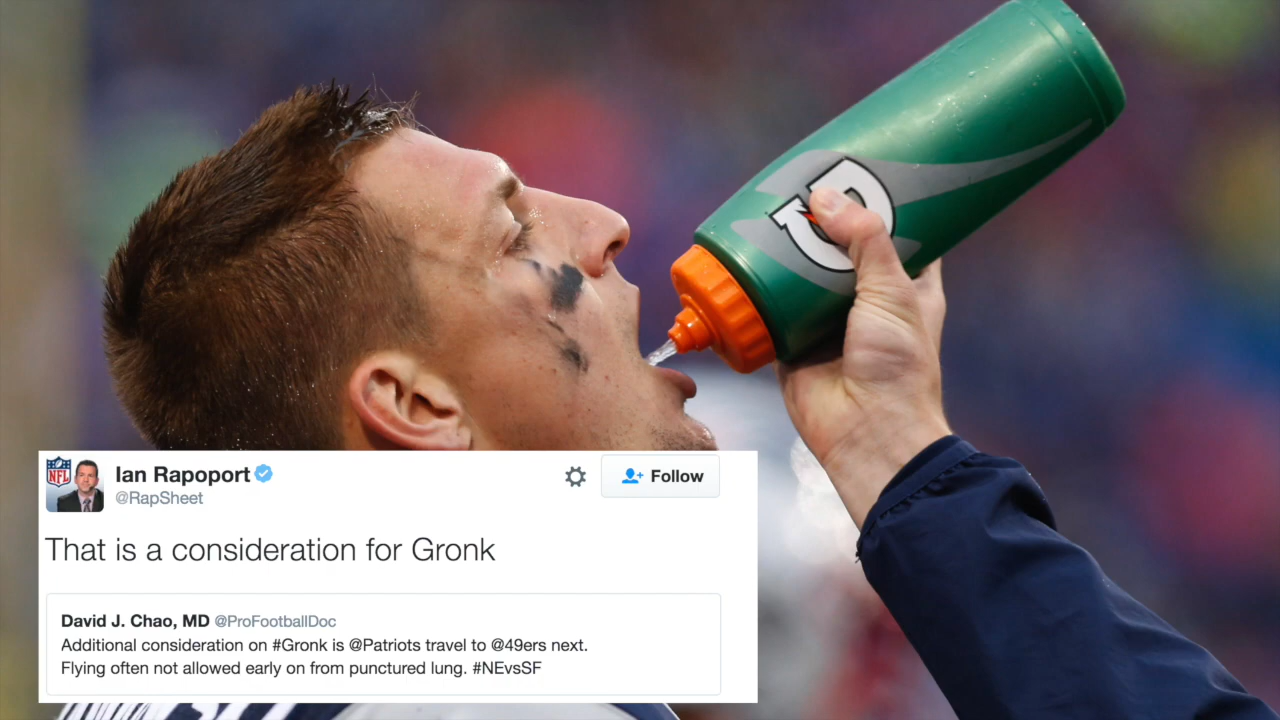 NFL
Ian Rapoport
@RapSheet
Follow
That is a consideration for Gronk
David J. Chao, MD @ProFootballDoc
Additional consideration on #Gronk is @Patriots travel to @49ers next.
Flying often not allowed early on from punctured lung. #NEvsSF